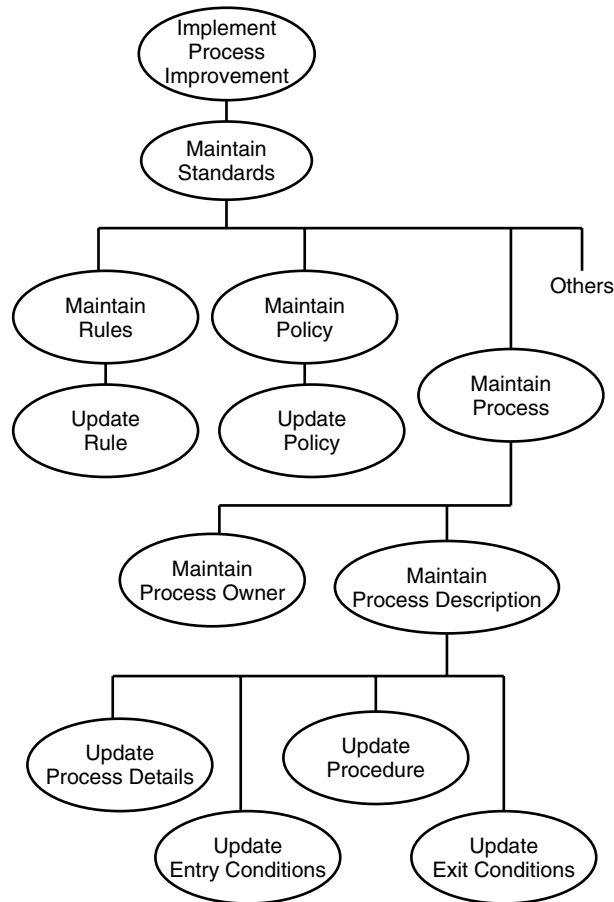 Implement
Process
Improvement
Maintain
Standards
Others
Maintain
Rules
Maintain
Policy
Maintain
Process
Update
Rule
Update
Policy
Maintain
Process Owner
Maintain
Process Description
Update
Process Details
Update
Procedure
Update
Entry Conditions
Update
Exit Conditions